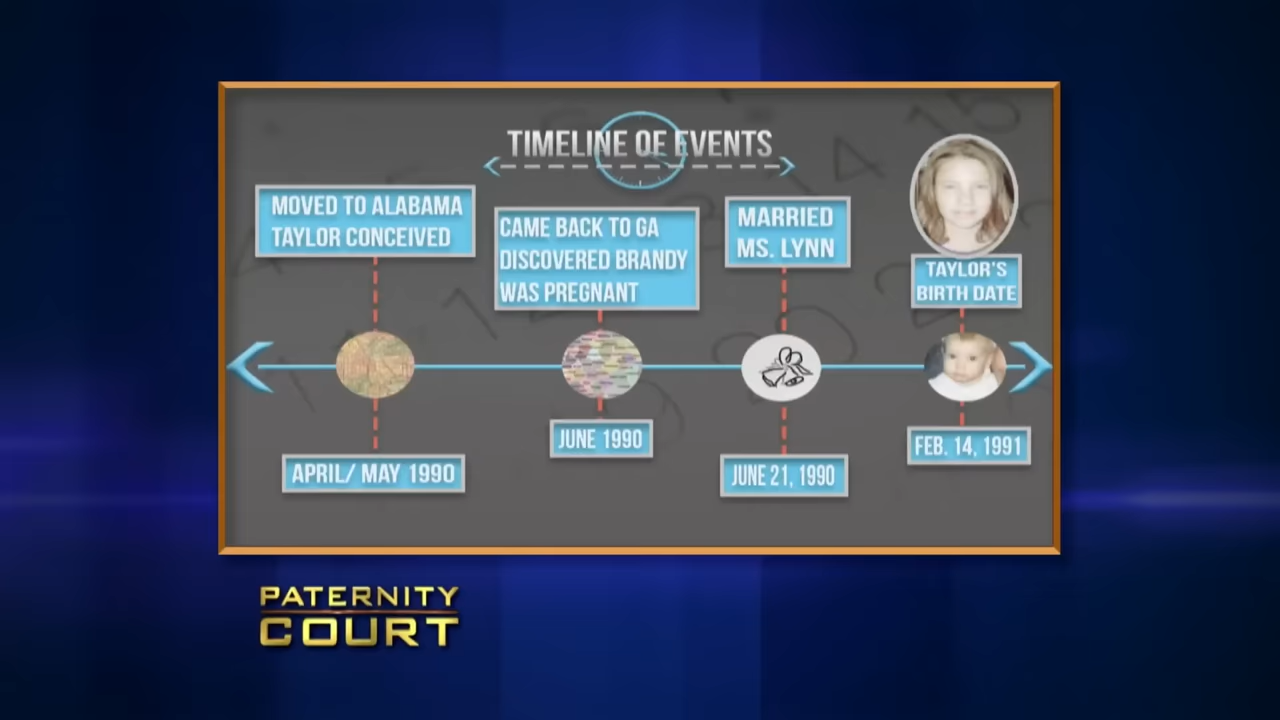 TIMELINE OF EVENTS
MOVED TO ALABAMA
TAYLOR CONCEIVED
APRIL/ MAY 1990
CAME BACK TO GA
DISCOVERED BRANDY
WAS PREGNANT
JUNE 1990
MARRIED
MS. LYNN
JUNE 21, 1990
TAYLOR'S
BIRTH DATE
FEB. 14, 1991
PATERNITY
COURT